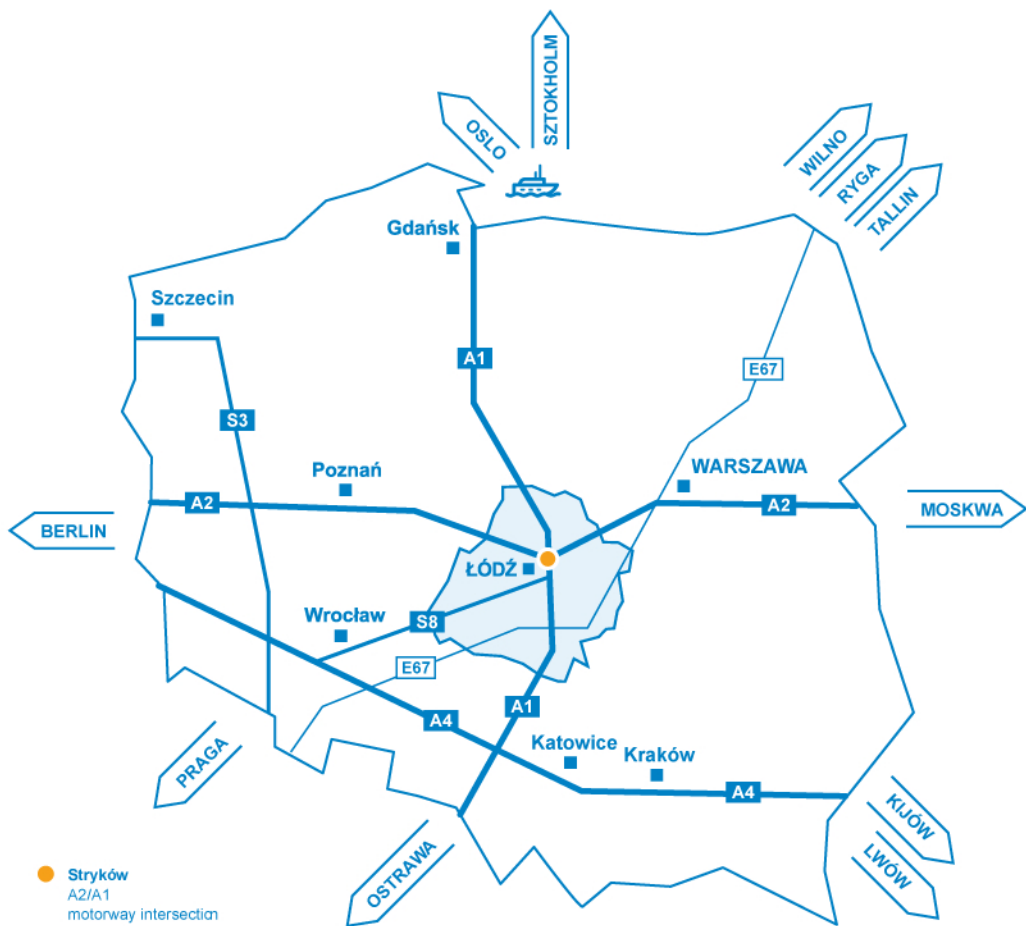 SZTOKHOLM
OSLO
WILNO
RYGA
TALLIN
Gdańsk
Szczecin
A1
E67
S3
Poznań
WARSZAWA
A2
A2
MOSKWA
BERLIN
ŁÓDŹ
Wrocław
S8
E67
A1
A4
Katowice
Kraków
PRAGA
A4
KIJÓW
LWÓW
OSTRAWA
Stryków
A2/A1
motorway intersection